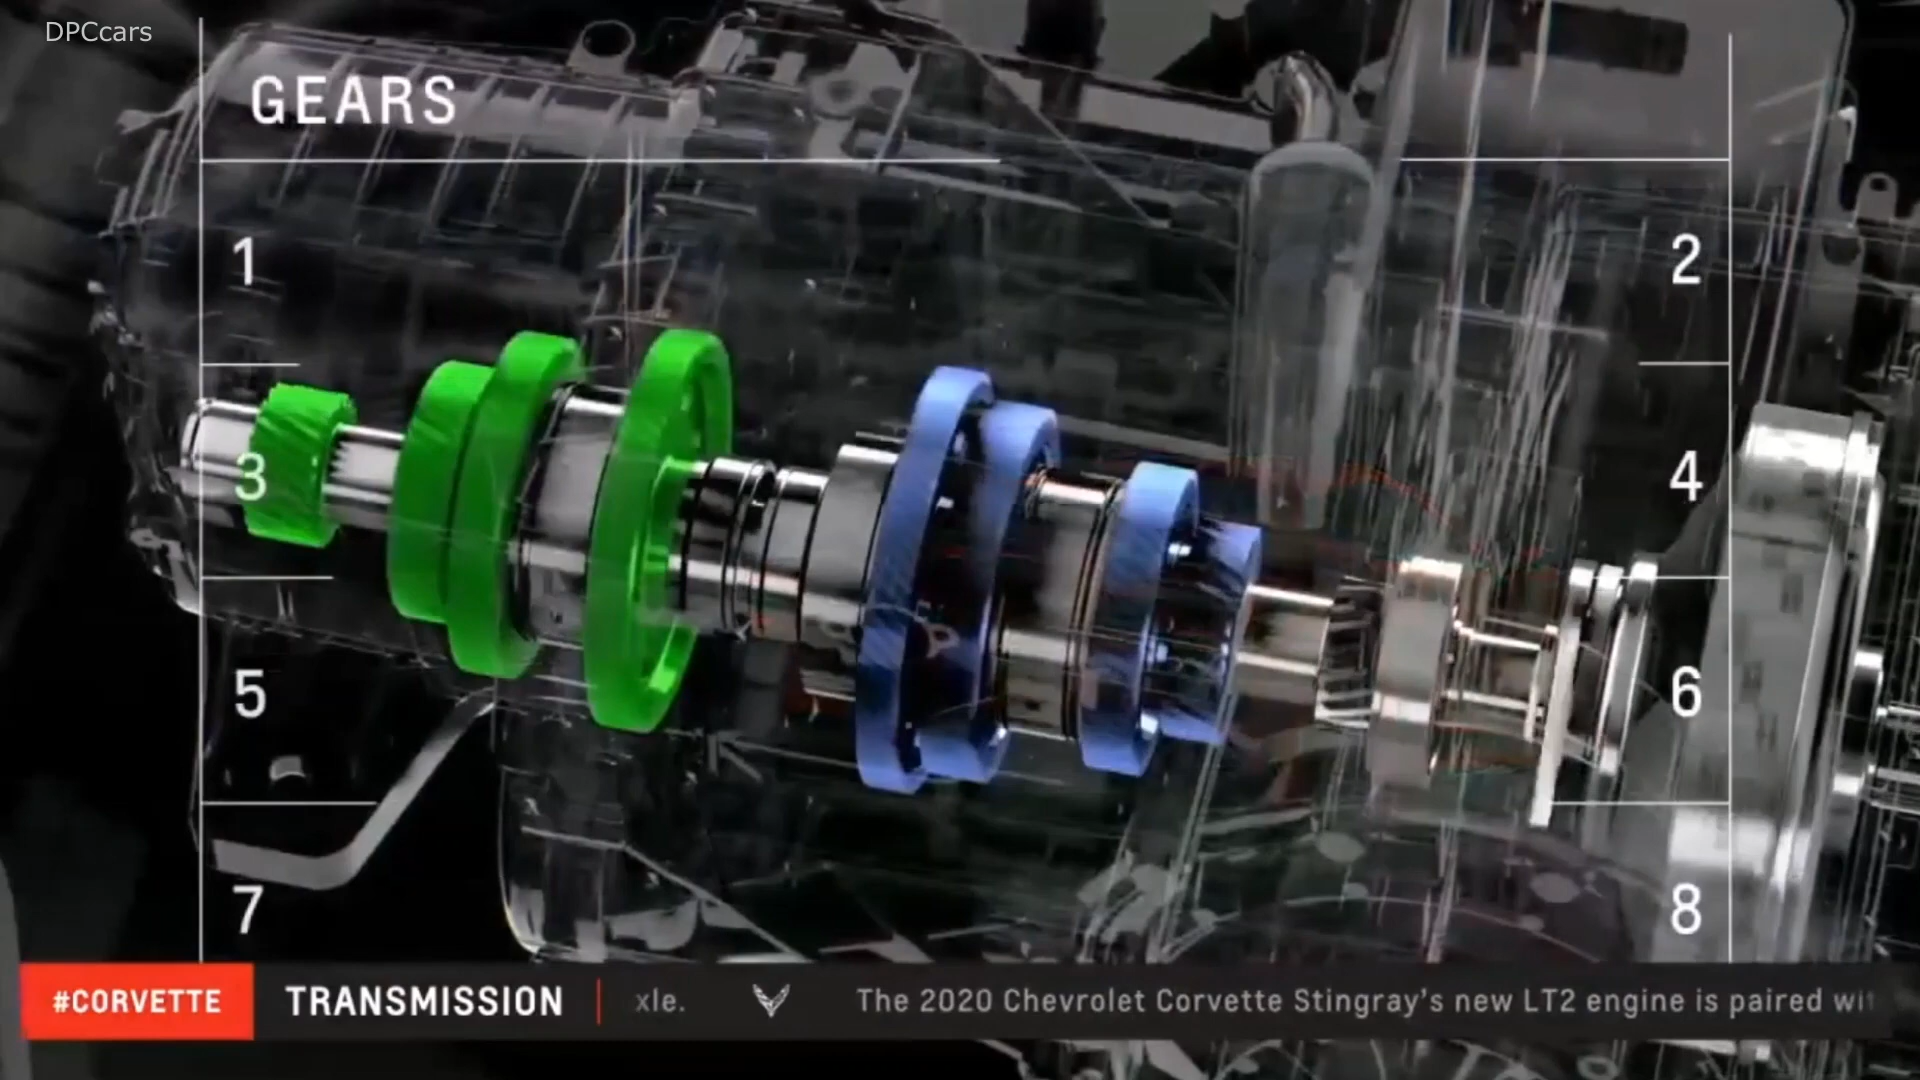 DPCcars
GEARS
1
2
3
4
5
6
7
8
#CORVETTE
TRANSMISSION
xle.
The 2020 Chevrolet Corvette Stingray's new LT2 engine is paired wit